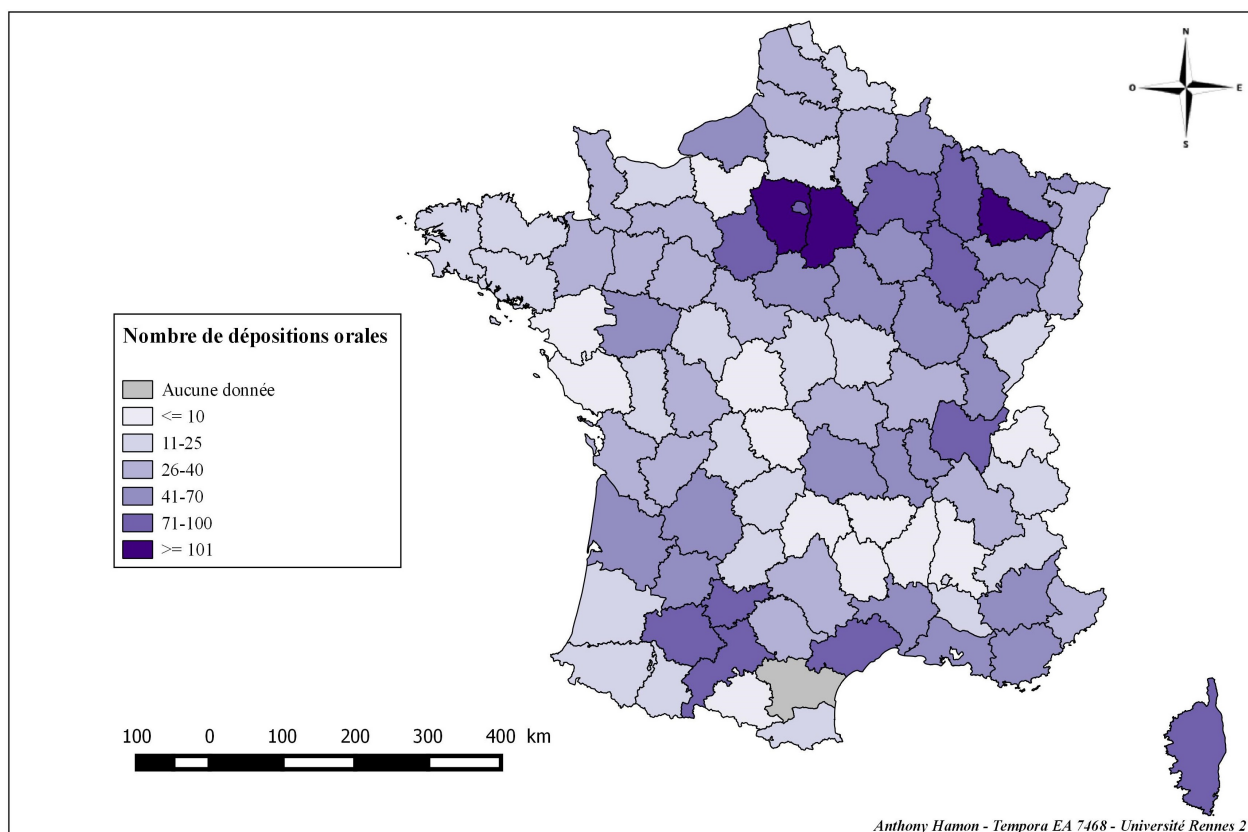 N
O
E
S
Nombre de dépositions orales
Aucune donnée
<= 10
11-25
26-40
41-70
71-100
>= 101
100 0 100 200 300 400 km
Anthony Hamon - Tempora EA 7468 - Université Rennes 2